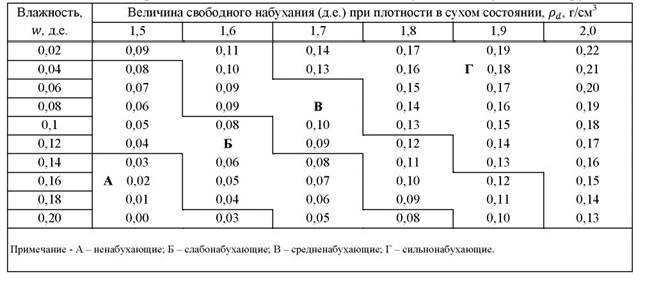 Влажность, w, д.е. Величина свободного набухания (д.е.) при плотности в сухом состоянии, ρd, г/см³
1,5 1,6 1,7 1,8 1,9 2,0
0,02 0,09 0,11 0,14 0,17 0,19 0,22
0,04 0,08 0,10 0,13 0,16 Г 0,18 0,21
0,06 0,07 0,09 0,15 0,17 0,20
0,08 0,06 0,09 В 0,14 0,16 0,19
0,1 0,05 0,08 0,10 0,13 0,15 0,18
0,12 0,04 Б 0,09 0,12 0,14 0,17
0,14 0,03 0,06 0,08 0,11 0,13 0,16
0,16 А 0,02 0,05 0,07 0,10 0,12 0,15
0,18 0,01 0,04 0,06 0,09 0,11 0,14
0,20 0,00 0,03 0,05 0,08 0,10 0,13
Примечание - А – ненабухающие; Б – слабонабухающие; В – средненабухающие; Г – сильнонабухающие.